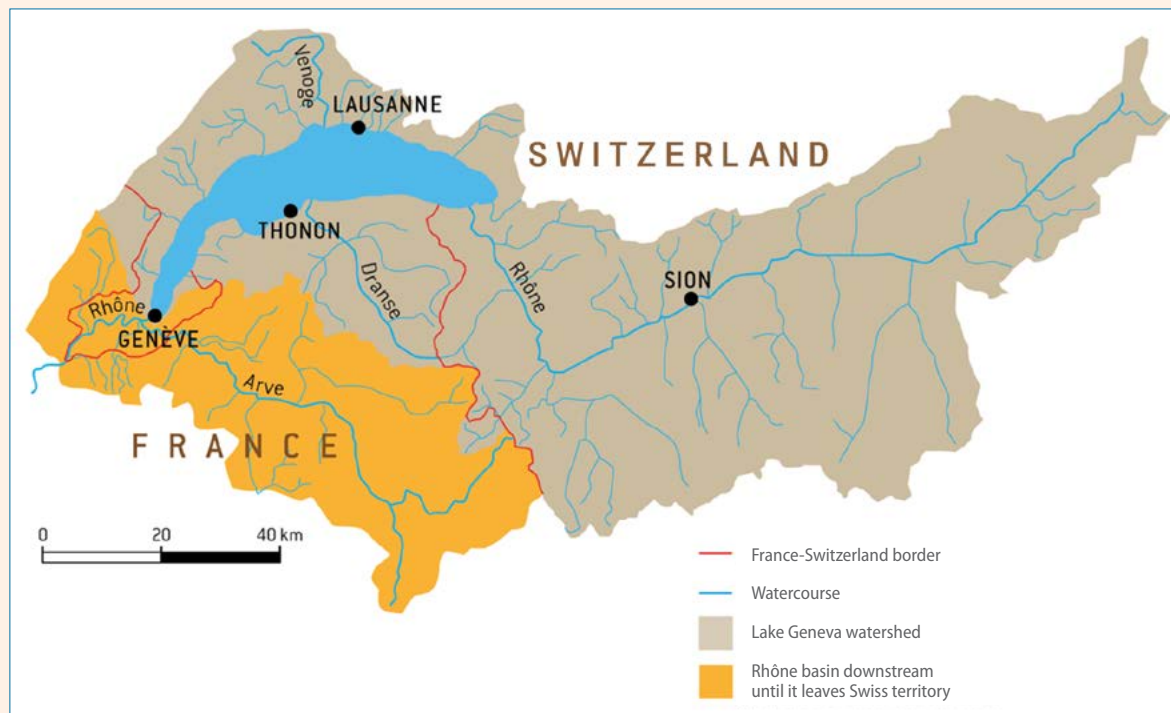 Venoge
LAUSANNE
SWITZERLAND
THONON
Dranse
Rhône
SION
Rhône
GENÈVE
Arve
FRANCE
0 20 40 km
France-Switzerland border
Watercourse
Lake Geneva watershed
Rhône basin downstream
until it leaves Swiss territory